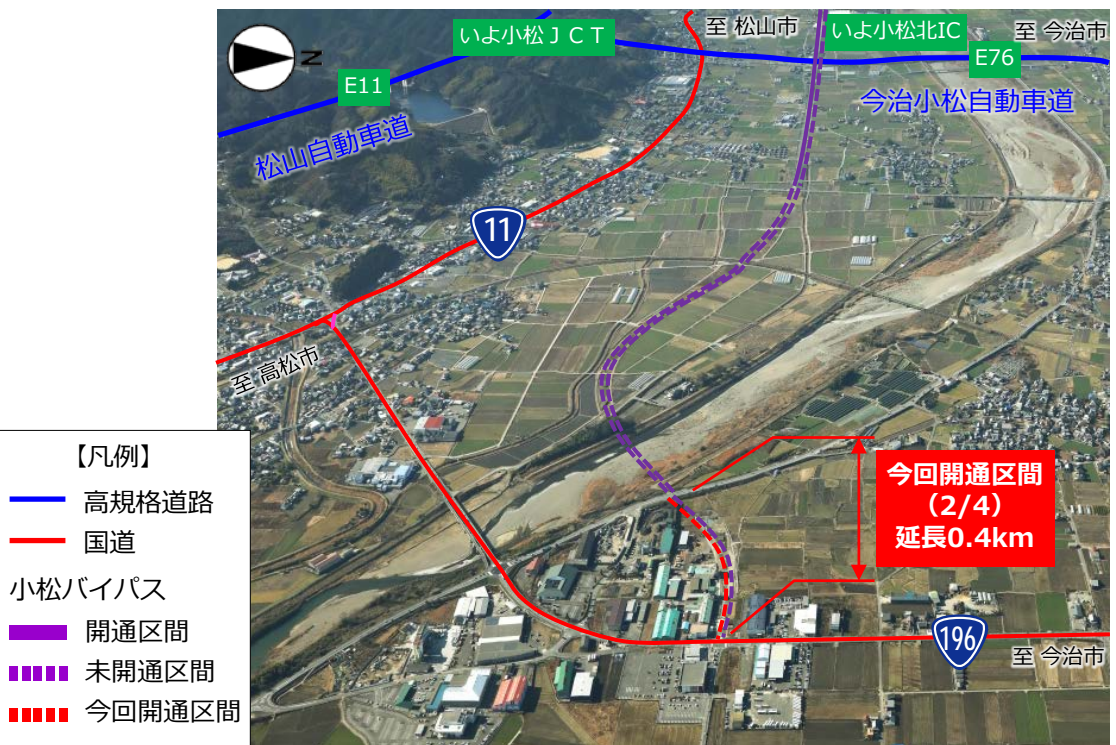 N
至 松山市
いよ小松ＪＣＴ
いよ小松北IC
至 今治市
E11
E76
松山自動車道
今治小松自動車道
11
至 高松市
【凡例】
高規格道路
国道
小松バイパス
開通区間
未開通区間
今回開通区間
今回開通区間
（2/4）
延長0.4km
196
至 今治市